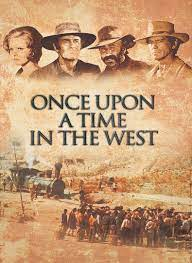 ONCE UPON
A TIME
IN THE WEST